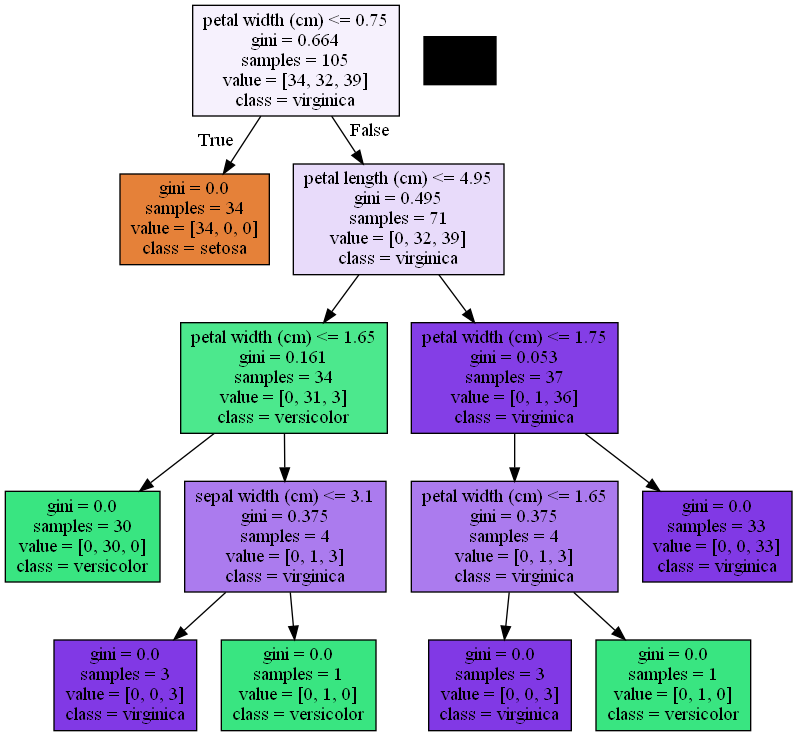 petal width (cm) <= 0.75
gini = 0.664
samples = 105
value = [34, 32, 39]
class = virginica
True
False
gini = 0.0
samples = 34
value = [34, 0, 0]
class = setosa
petal length (cm) <= 4.95
gini = 0.495
samples = 71
value = [0, 32, 39]
class = virginica
petal width (cm) <= 1.65
gini = 0.161
samples = 34
value = [0, 31, 3]
class = versicolor
petal width (cm) <= 1.75
gini = 0.053
samples = 37
value = [0, 1, 36]
class = virginica
gini = 0.0
samples = 30
value = [0, 30, 0]
class = versicolor
sepal width (cm) <= 3.1
gini = 0.375
samples = 4
value = [0, 1, 3]
class = virginica
petal width (cm) <= 1.65
gini = 0.375
samples = 4
value = [0, 1, 3]
class = virginica
gini = 0.0
samples = 33
value = [0, 0, 33]
class = virginica
gini = 0.0
samples = 3
value = [0, 0, 3]
class = virginica
gini = 0.0
samples = 1
value = [0, 1, 0]
class = versicolor
gini = 0.0
samples = 3
value = [0, 0, 3]
class = virginica
gini = 0.0
samples = 1
value = [0, 1, 0]
class = versicolor